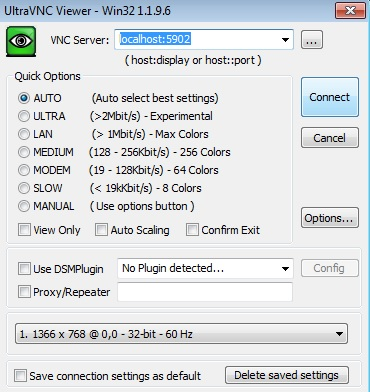 UltraVNC Viewer - Win32 1.1.9.6
VNC Server: localhost:5902 ...
( host:display or host::port )
Quick Options
AUTO (Auto select best settings)
ULTRA (>2Mbit/s) - Experimental
LAN (> 1Mbit/s) - Max Colors
MEDIUM (128 - 256Kbit/s) - 256 Colors
MODEM (19 - 128Kbit/s) - 64 Colors
SLOW (< 19kKbit/s) - 8 Colors
MANUAL ( Use options button )
View Only Auto Scaling Confirm Exit
Connect
Cancel
Options...
Use DSMPlugin No Plugin detected... Config
Proxy/Repeater
1. 1366 x 768 @ 0,0 - 32-bit - 60 Hz
Save connection settings as default Delete saved settings